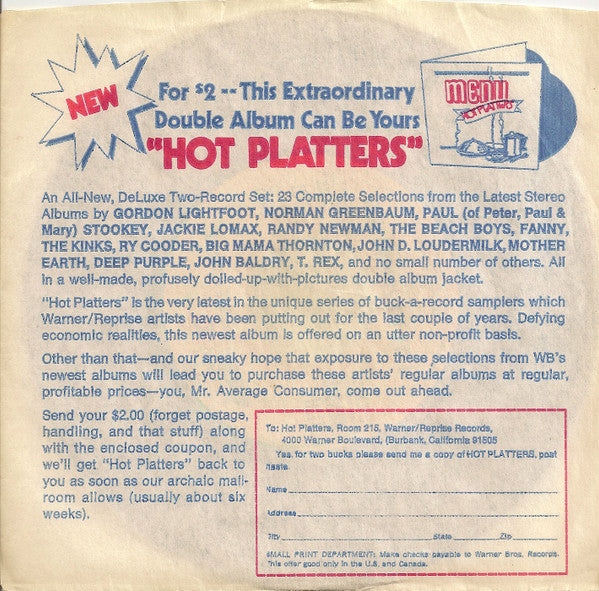 NEW
For $2 -- This Extraordinary
Double Album Can Be Yours
"HOT PLATTERS"
menu
HOT PLATTERS
An All-New, DeLuxe Two-Record Set: 23 Complete Selections from the Latest Stereo
Albums by GORDON LIGHTFOOT, NORMAN GREENBAUM, PAUL (of Peter, Paul &
Mary) STOOKEY, JACKIE LOMAX, RANDY NEWMAN, THE BEACH BOYS, FANNY,
THE KINKS, RY COODER, BIG MAMA THORNTON, JOHN D. LOUDERMILK, MOTHER
EARTH, DEEP PURPLE, JOHN BALDRY, T. REX, and no small number of others. All
in a well-made, profusely dolled-up-with-pictures double album jacket.
"Hot Platters" is the very latest in the unique series of buck-a-record samplers which
Warner/Reprise artists have been putting out for the last couple of years. Defying
economic realities, this newest album is offered on an utter non-profit basis.
Other than that—and our sneaky hope that exposure to these selections from WB's
newest albums will lead you to purchase these artists' regular albums at regular,
profitable prices—you, Mr. Average Consumer, come out ahead.
Send your $2.00 (forget postage,
handling, and that stuff) along
with the enclosed coupon, and
we'll get "Hot Platters" back to
you as soon as our archaic mail-
room allows (usually about six
weeks).
To: Hot Platters, Room 215, Warner/Reprise Records,
4000 Warner Boulevard, (Burbank, California 91505
Yes, for two bucks please send me a copy of HOT PLATTERS, post
haste.
Name
Address
City State Zip
SMALL PRINT DEPARTMENT: Make checks payable to Warner Bros. Records.
This offer good only in the U.S. and Canada.